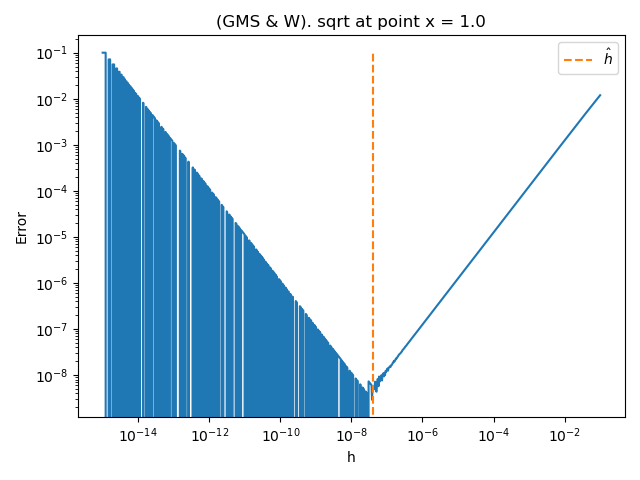 (GMS & W). sqrt at point x = 1.0
Error
10⁻¹
10⁻²
10⁻³
10⁻⁴
10⁻⁵
10⁻⁶
10⁻⁷
10⁻⁸
ĥ
10⁻¹⁴ 10⁻¹² 10⁻¹⁰ 10⁻⁸ 10⁻⁶ 10⁻⁴ 10⁻²
h